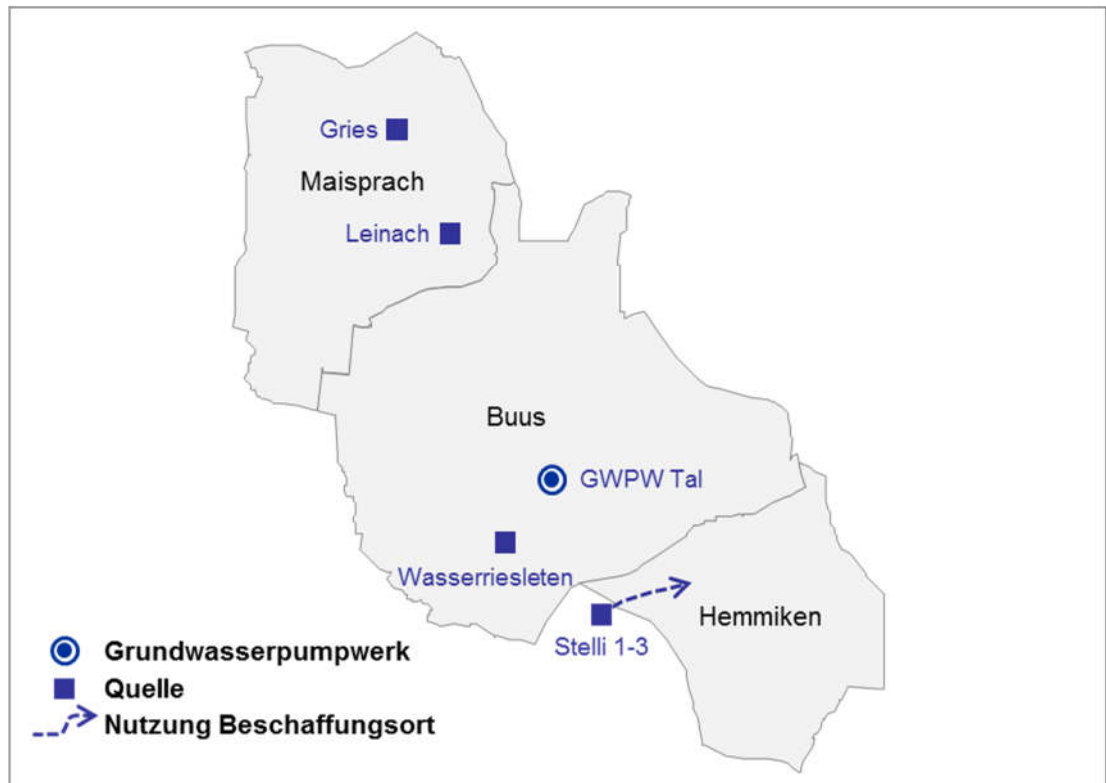 Gries
Maisprach
Leinach
Buus
GWPW Tal
Wasserriesleten
Hemmiken
Stelli 1-3
Grundwasserpumpwerk
Quelle
Nutzung Beschaffungsort